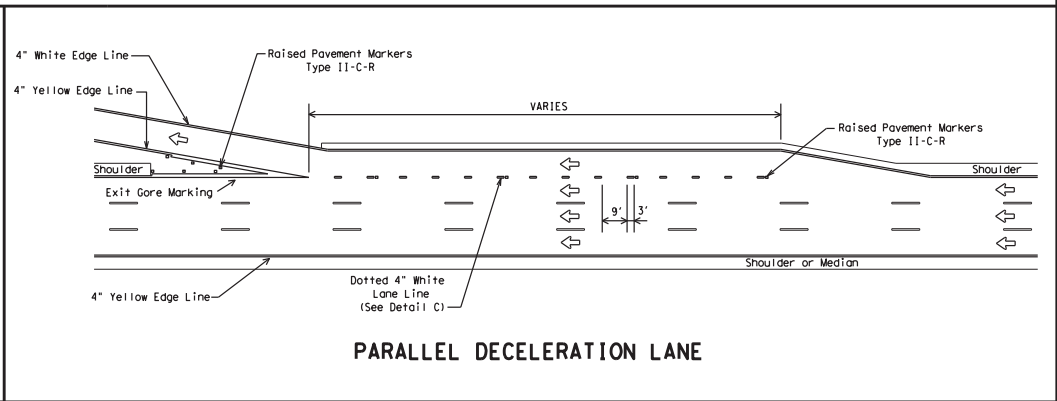 4" White Edge Line
Raised Pavement Markers
Type II-C-R
4" Yellow Edge Line
VARIES
Raised Pavement Markers
Type II-C-R
Shoulder
Shoulder
Exit Gore Marking
9'
3'
Shoulder or Median
Dotted 4" White
Lane Line
(See Detail C)
4" Yellow Edge Line
PARALLEL DECELERATION LANE